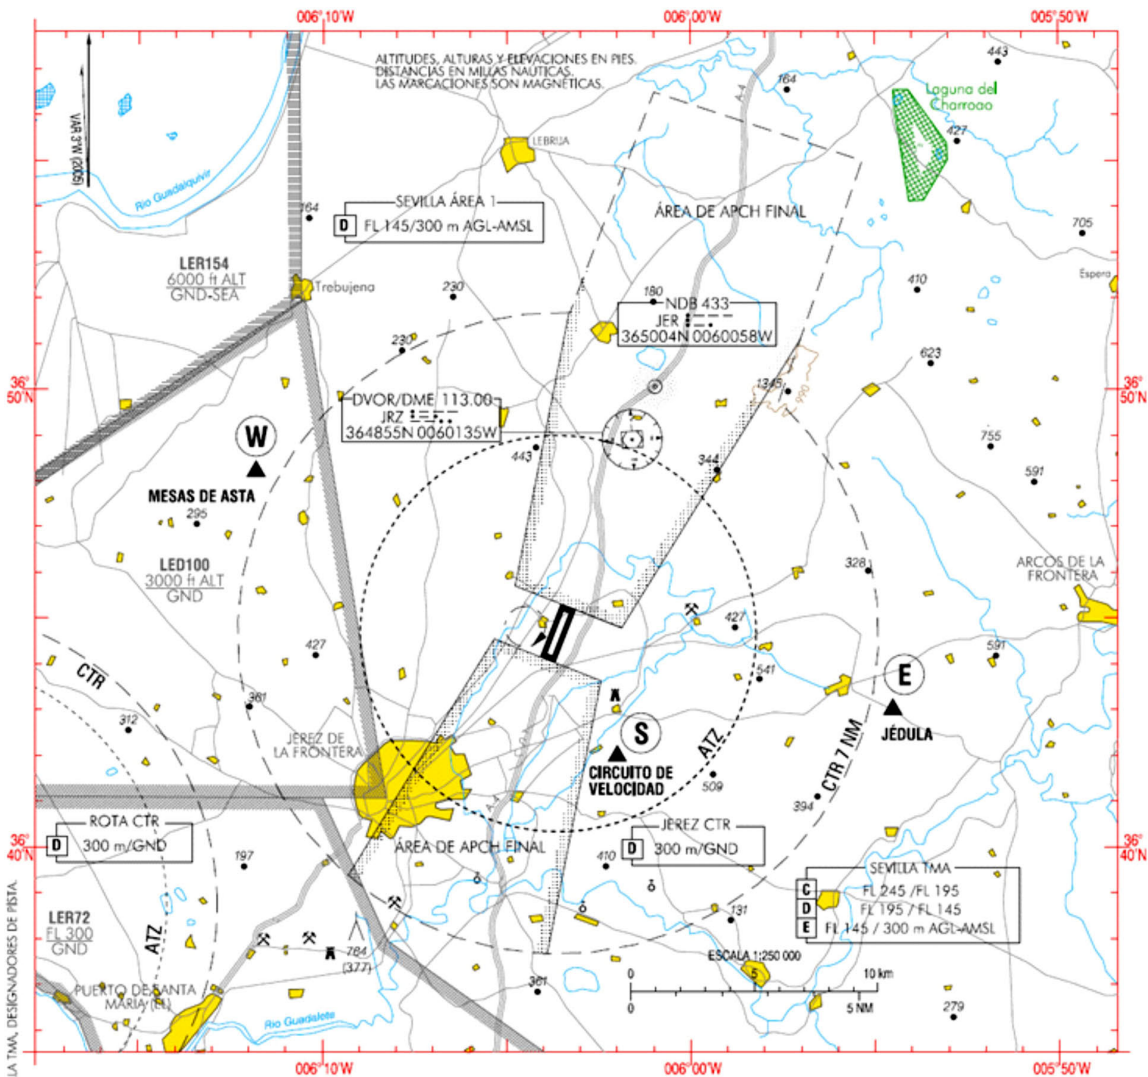 006°10'W
006°00'W
005°50'W
ALTITUDES, ALTURAS Y ELEVACIONES EN PIES.
DISTANCIAS EN MILLAS NAUTICAS.
LAS MARCACIONES SON MAGNÉTICAS.
443
164
Laguna del
427
VAR 3°W (2005)
LEBRIJA
Rio Guadalquivir
164
SEVILLA ÁREA 1
D FL 145/300 m AGL-AMSL
ÁREA DE APCH FINAL
705
LER154
6000 ft ALT
GND-SEA
Trebujena
230
180
410
Espera
NDB 433
JER
365004N 0060058W
230
623
36°
50'N
1345
990
36°
50'N
DVOR/DME 113.00
JRZ
364855N 0060135W
W
443
344
755
591
MESAS DE ASTA
295
LED100
3000 ft ALT
GND
328
ARCOS DE LA
FRONTERA
427
427
591
CTR
541
E
361
312
JEREZ DE
LA FRONTERA
S
ATZ
JÉDULA
CIRCUITO DE
VELOCIDAD
509
CTR 7 NM
394
A-4
A-4
ROTA CTR
D 300 m/GND
ÁREA DE APCH FINAL
JEREZ CTR
D 300 m/GND
36°
40'N
36°
40'N
197
410
SEVILLA TMA
C FL 245 /FL 195
D FL 195 / FL 145
E FL 145 / 300 m AGL-AMSL
LER72
FL 300
GND
ATZ
131
784
(377)
ESCALA 1:250 000
0 5 10 km
0 5 NM
PUERTO DE SANTA
MARIA (EL)
361
279
Rio Guadalete
LA TMA, DESIGNADORES DE PISTA.
006°10'W
006°00'W
005°50'W